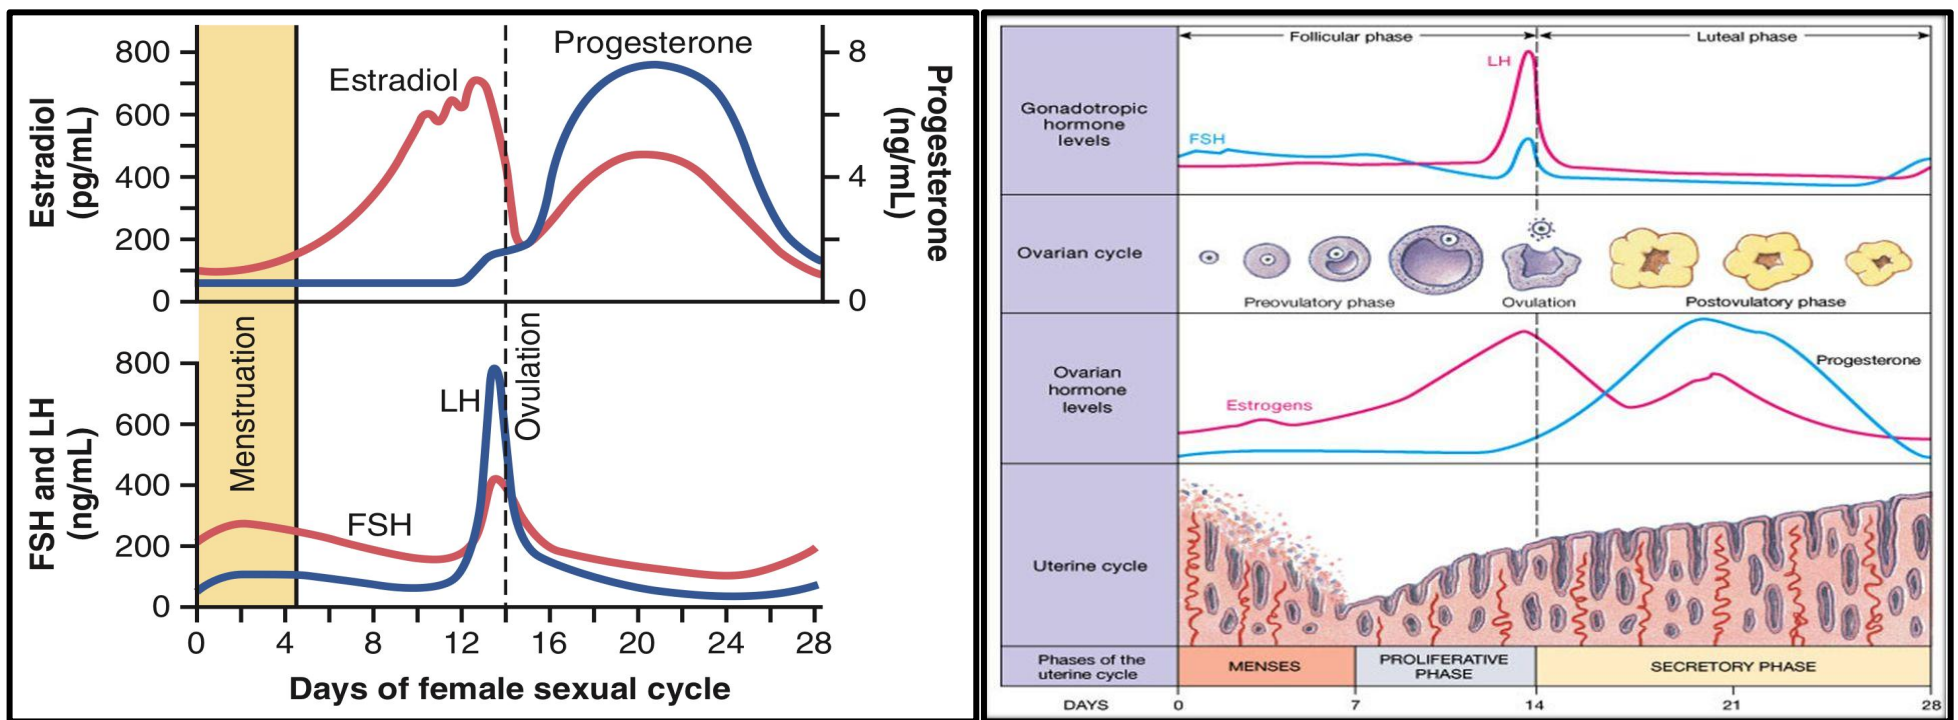 Estradiol
(pg/mL)
800
600
400
200
0
Estradiol
Progesterone
8
4
0
Progesterone
(ng/mL)
FSH and LH
(ng/mL)
800
600
400
200
0
Menstruation
LH
Ovulation
FSH
0 4 8 12 16 20 24 28
Days of female sexual cycle
Follicular phase Luteal phase
Gonadotropic
hormone
levels
LH
FSH
Ovarian cycle
Preovulatory phase Ovulation Postovulatory phase
Ovarian
hormone
levels
Estrogens
Progesterone
Uterine cycle
Phases of the
uterine cycle
MENSES
PROLIFERATIVE
PHASE
SECRETORY PHASE
DAYS 0 7 14 21 28